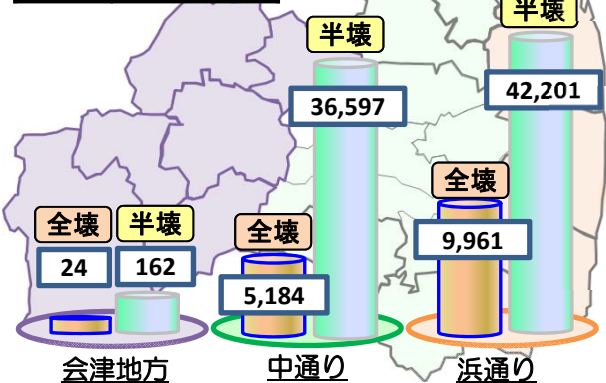 半壊
半壊
36,597
42,201
全壊
全壊
半壊
全壊
24
162
9,961
5,184
会津地方
中通り
浜通り